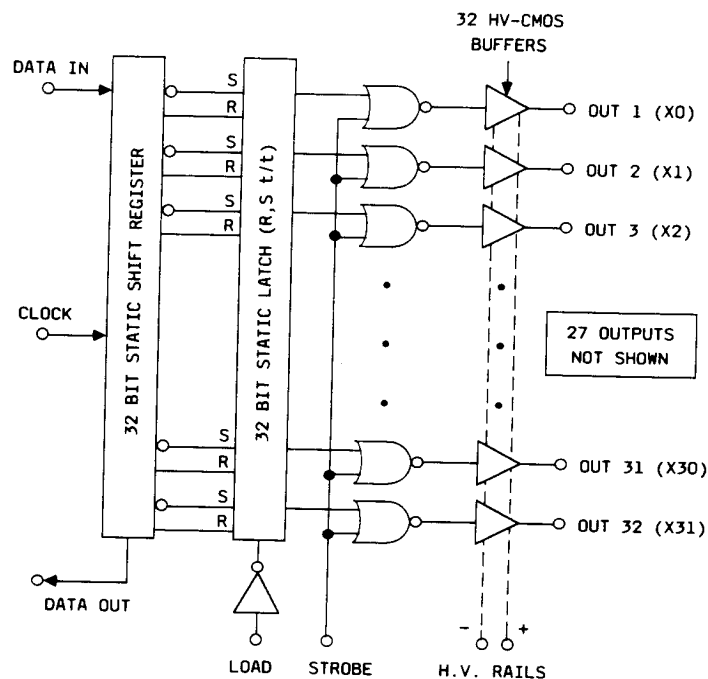 32 HV-CMOS
BUFFERS
DATA IN
S
R
OUT 1 (X0)
S
R
OUT 2 (X1)
S
R
OUT 3 (X2)
32 BIT STATIC SHIFT REGISTER
32 BIT STATIC LATCH (R,S t/t)
CLOCK
27 OUTPUTS
NOT SHOWN
S
R
OUT 31 (X30)
S
R
OUT 32 (X31)
DATA OUT
- +
LOAD
STROBE
H.V. RAILS